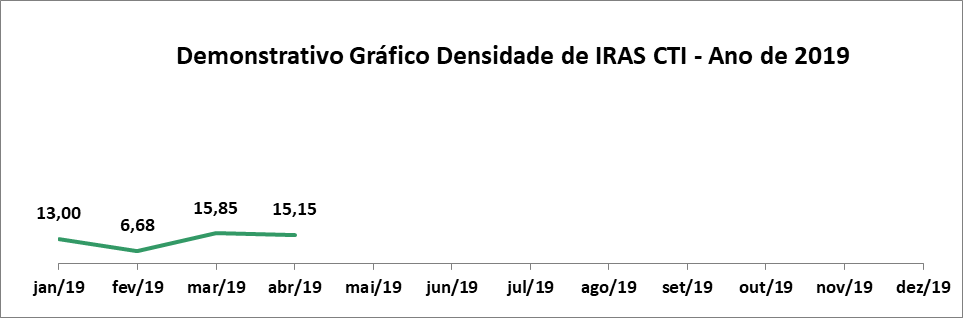 Demonstrativo Gráfico Densidade de IRAS CTI - Ano de 2019
13,00 6,68 15,85 15,15
jan/19 fev/19 mar/19 abr/19 mai/19 jun/19 jul/19 ago/19 set/19 out/19 nov/19 dez/19